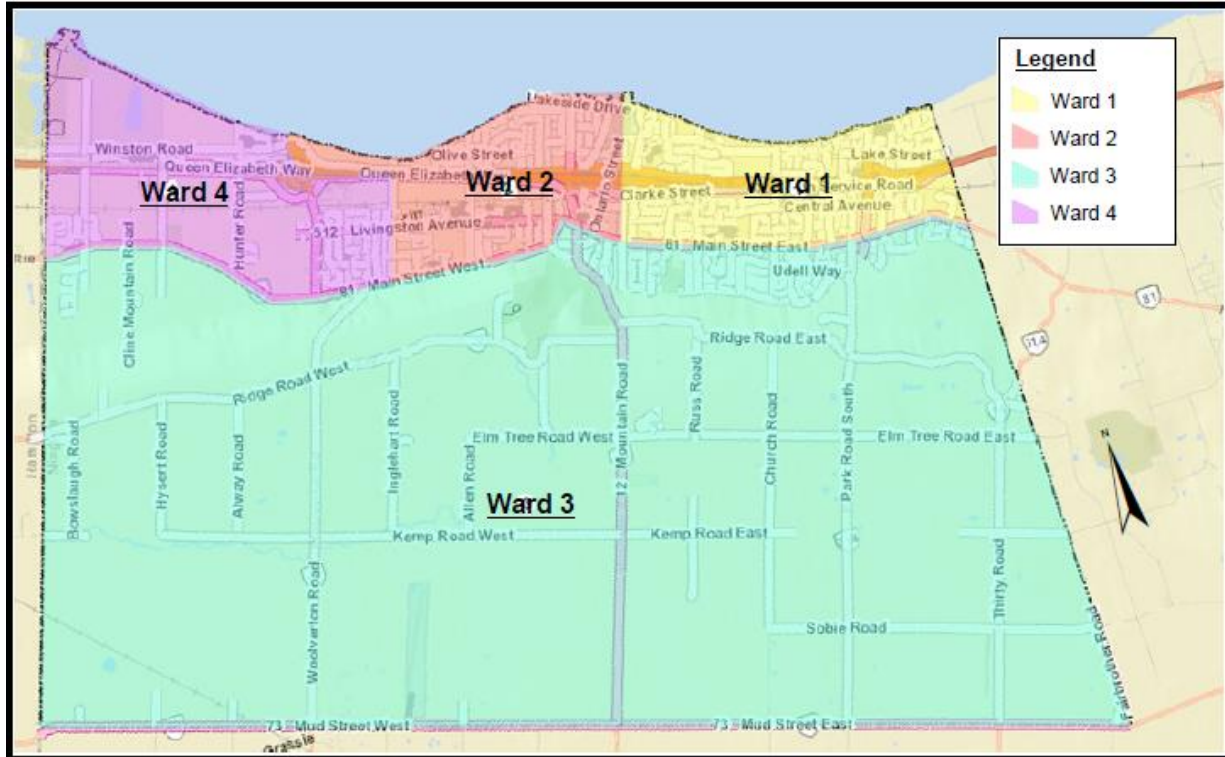 Legend
Ward 1
Ward 2
Ward 3
Ward 4
Lakeside Drive
Winston Road
Olive Street
Lake Street
Queen Elizabeth Way
Queen Elizabeth
Ward 4
Ward 2
Ward 1
Clarke Street
Service Road
Central Avenue
Ontario Street
Hunter Road
512 Livingston Avenue
81 Main Street East
81 Main Street West
Udell Way
Cline Mountain Road
81
Ridge Road East
Ridge Road West
Hamilton
Bowslaugh Road
Hysert Road
Alway Road
Inglehart Road
Allen Road
Elm Tree Road West
12 Mountain Road
Russ Road
Church Road
Park Road South
Elm Tree Road East
N
Ward 3
Kemp Road West
Kemp Road East
Woolverton Road
Thirty Road
Sobie Road
73 Mud Street West
73 Mud Street East
Grassie